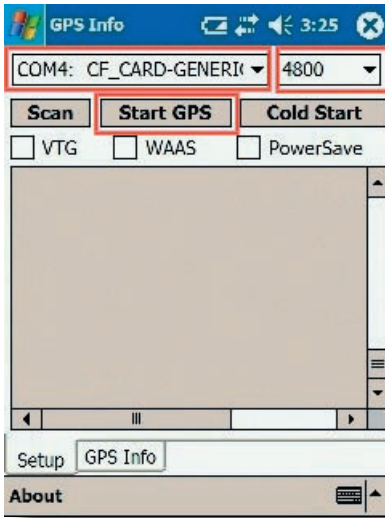 GPS Info 3:25
COM4: CF_CARD-GENERI 4800
Scan Start GPS Cold Start
VTG WAAS PowerSave
Setup GPS Info
About